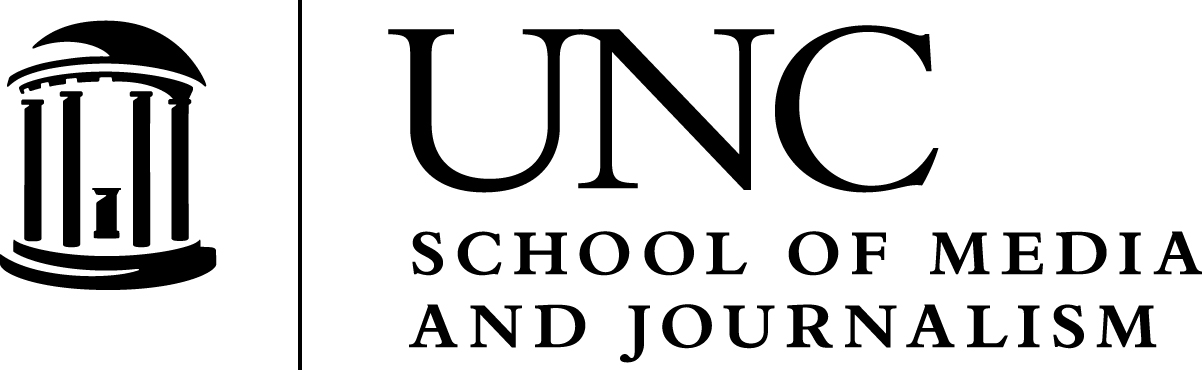 UNC
SCHOOL OF MEDIA
AND JOURNALISM